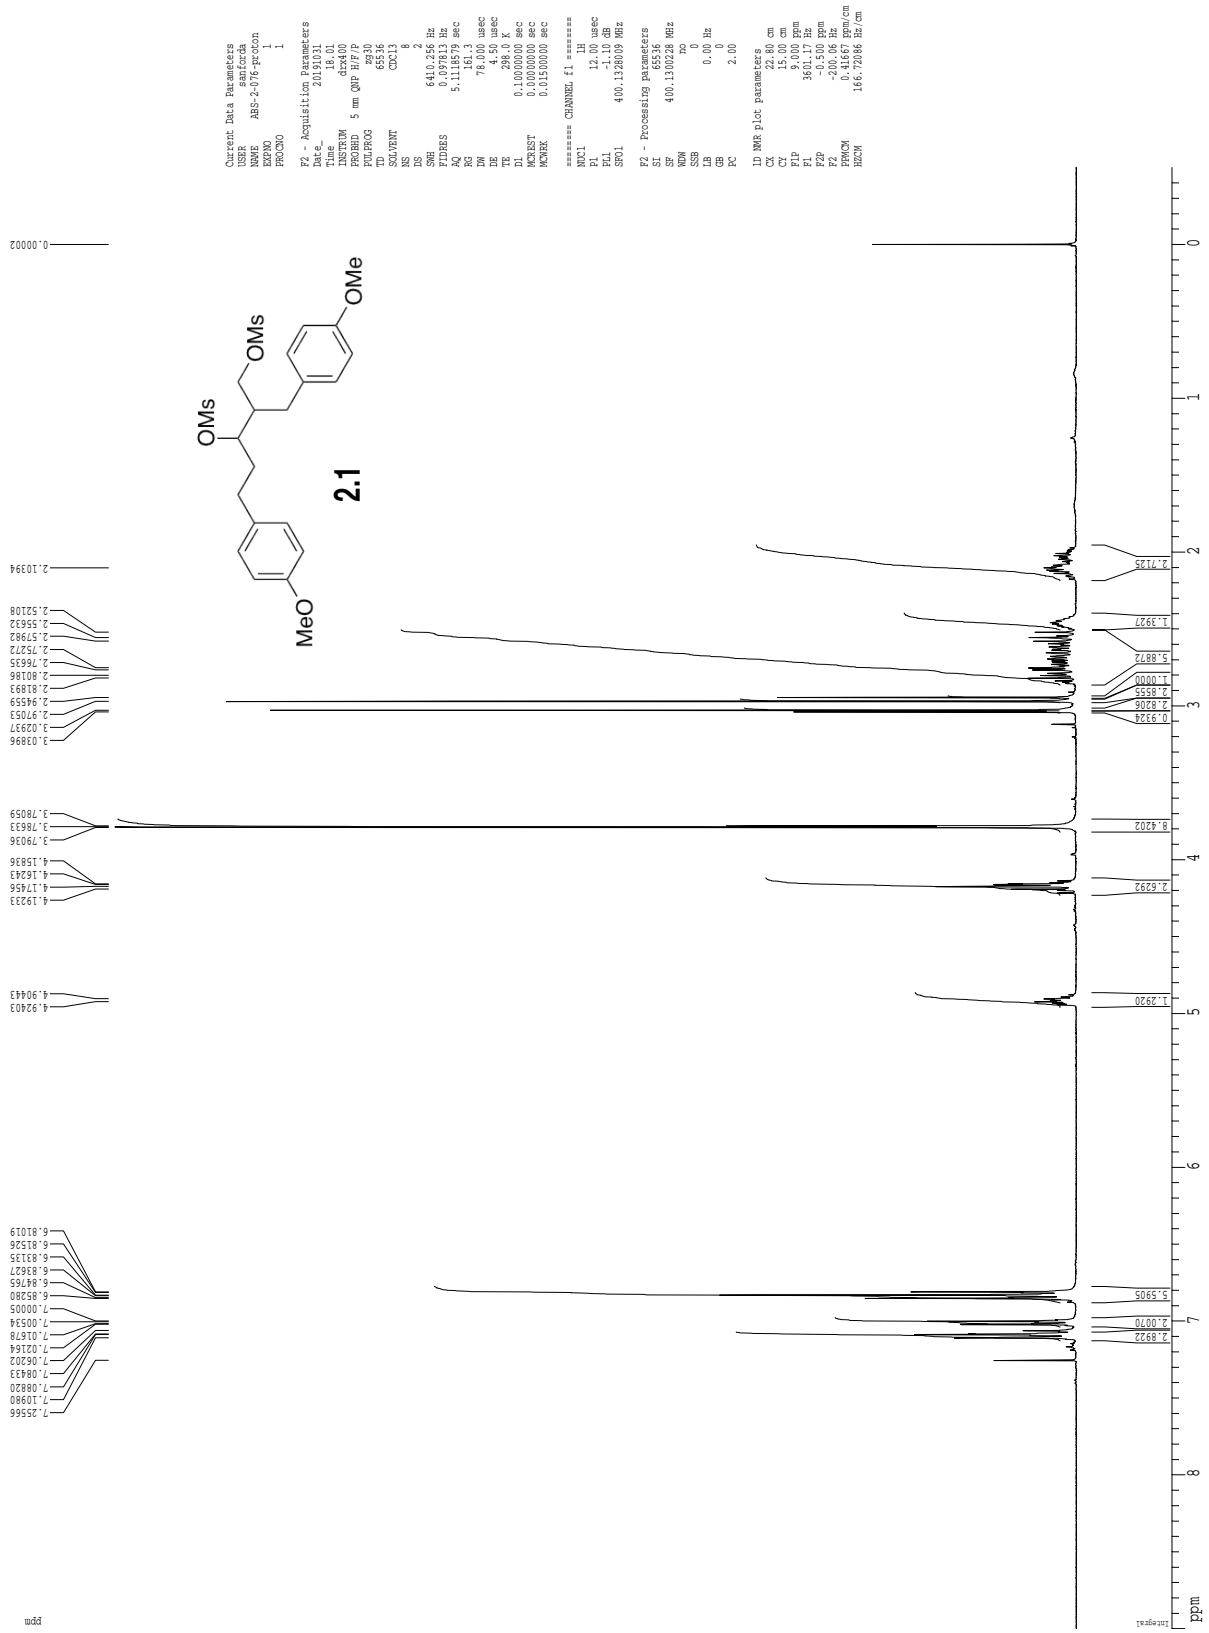 Current Data Parameters
USER sanforda
NAME ABS-2-076-proton
EXPNO 1
PROCNO 1
F2 - Acquisition Parameters
Date_ 20191031
Time 18.01
INSTRUM drx400
PROBHD 5 mm QNP H/F/P
PULPROG zg30
TD 65536
SOLVENT CDCl3
NS 8
DS 2
SWH 6410.256 Hz
FIDRES 0.097813 Hz
AQ 5.1118579 sec
RG 161.3
DW 78.000 usec
DE 4.50 usec
TE 298.0 K
D1 0.10000000 sec
MCREST 0.00000000 sec
MCWRK 0.01500000 sec
======== CHANNEL f1 ========
NUC1 1H
P1 12.00 usec
PL1 -1.10 dB
SFO1 400.1328009 MHz
F2 - Processing parameters
SI 65536
SF 400.1300228 MHz
WDW no
SSB 0
LB 0.00 Hz
GB 0
PC 2.00
1D NMR plot parameters
CX 22.80 cm
CY 15.00 cm
F1P 9.000 ppm
F1 3601.17 Hz
F2P -0.500 ppm
F2 -200.06 Hz
PPMCM 0.41667 ppm/cm
HZCM 166.72086 Hz/cm
OMs
OMs
MeO
OMe
2.1
ppm
7.25566
7.10980
7.08820
7.08433
7.06202
7.02164
7.01678
7.00534
7.00005
6.85280
6.84765
6.83627
6.83135
6.81526
6.81019
4.92403
4.90443
4.19233
4.17456
4.16243
4.15836
3.79036
3.78633
3.78059
3.03896
3.02937
2.97053
2.94559
2.81893
2.80186
2.76635
2.75272
2.57982
2.55632
2.52108
2.10394
0.00002
Integral
2.8922
2.0070
5.5905
1.2920
2.6292
8.4202
0.9324
2.8206
2.8555
1.0000
5.8872
1.3927
2.7125
ppm
8
7
6
5
4
3
2
1
0